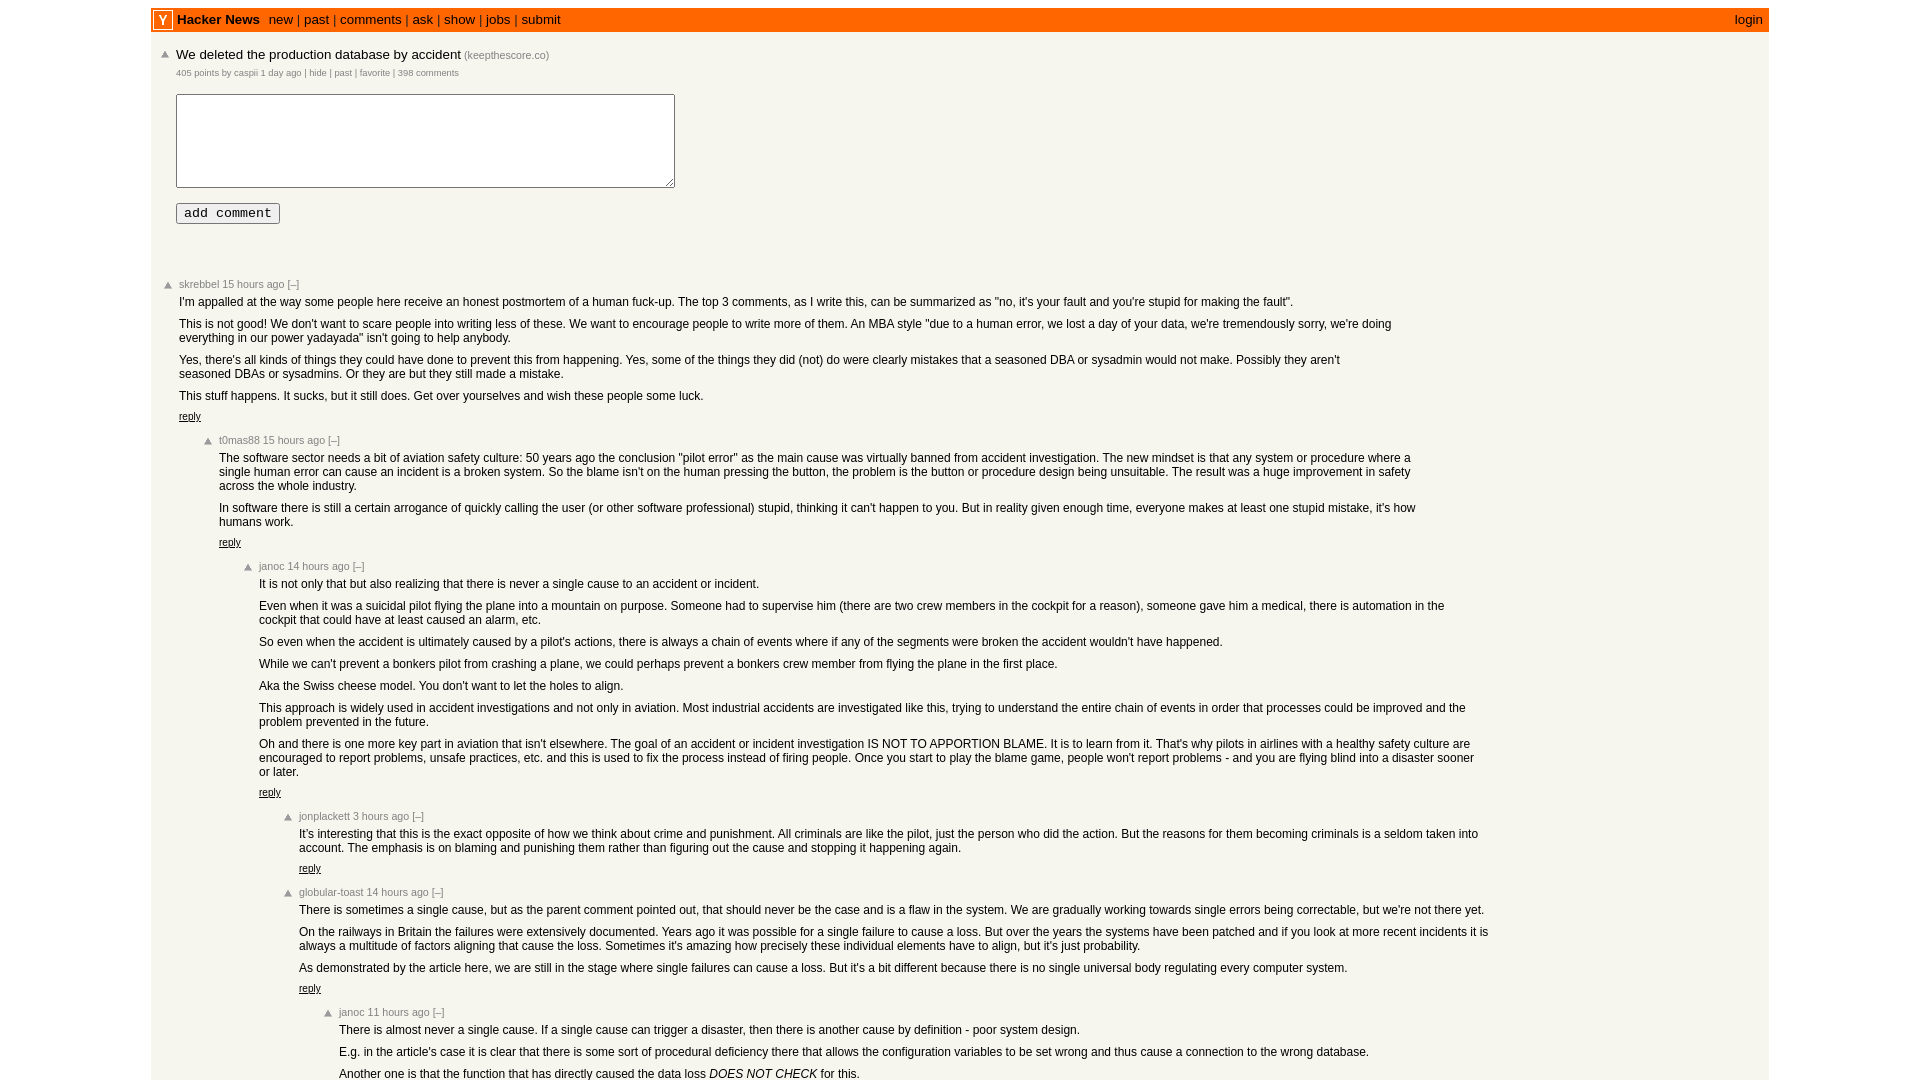 Y Hacker News new | past | comments | ask | show | jobs | submit login
We deleted the production database by accident (keepthescore.co)
405 points by caspii 1 day ago | hide | past | favorite | 398 comments
add comment
skrebbel 15 hours ago [–]
I'm appalled at the way some people here receive an honest postmortem of a human fuck-up. The top 3 comments, as I write this, can be summarized as "no, it's your fault and you're stupid for making the fault".
This is not good! We don't want to scare people into writing less of these. We want to encourage people to write more of them. An MBA style "due to a human error, we lost a day of your data, we're tremendously sorry, we're doing
everything in our power yadayada" isn't going to help anybody.
Yes, there's all kinds of things they could have done to prevent this from happening. Yes, some of the things they did (not) do were clearly mistakes that a seasoned DBA or sysadmin would not make. Possibly they aren't
seasoned DBAs or sysadmins. Or they are but they still made a mistake.
This stuff happens. It sucks, but it still does. Get over yourselves and wish these people some luck.
reply
t0mas88 15 hours ago [–]
The software sector needs a bit of aviation safety culture: 50 years ago the conclusion "pilot error" as the main cause was virtually banned from accident investigation. The new mindset is that any system or procedure where a
single human error can cause an incident is a broken system. So the blame isn't on the human pressing the button, the problem is the button or procedure design being unsuitable. The result was a huge improvement in safety
across the whole industry.
In software there is still a certain arrogance of quickly calling the user (or other software professional) stupid, thinking it can't happen to you. But in reality given enough time, everyone makes at least one stupid mistake, it's how
humans work.
reply
janoc 14 hours ago [–]
It is not only that but also realizing that there is never a single cause to an accident or incident.
Even when it was a suicidal pilot flying the plane into a mountain on purpose. Someone had to supervise him (there are two crew members in the cockpit for a reason), someone gave him a medical, there is automation in the
cockpit that could have at least caused an alarm, etc.
So even when the accident is ultimately caused by a pilot's actions, there is always a chain of events where if any of the segments were broken the accident wouldn't have happened.
While we can't prevent a bonkers pilot from crashing a plane, we could perhaps prevent a bonkers crew member from flying the plane in the first place.
Aka the Swiss cheese model. You don't want to let the holes to align.
This approach is widely used in accident investigations and not only in aviation. Most industrial accidents are investigated like this, trying to understand the entire chain of events in order that processes could be improved and the
problem prevented in the future.
Oh and there is one more key part in aviation that isn't elsewhere. The goal of an accident or incident investigation IS NOT TO APPORTION BLAME. It is to learn from it. That's why pilots in airlines with a healthy safety culture are
encouraged to report problems, unsafe practices, etc. and this is used to fix the process instead of firing people. Once you start to play the blame game, people won't report problems - and you are flying blind into a disaster sooner
or later.
reply
jonplackett 3 hours ago [–]
It’s interesting that this is the exact opposite of how we think about crime and punishment. All criminals are like the pilot, just the person who did the action. But the reasons for them becoming criminals is a seldom taken into
account. The emphasis is on blaming and punishing them rather than figuring out the cause and stopping it happening again.
reply
globular-toast 14 hours ago [–]
There is sometimes a single cause, but as the parent comment pointed out, that should never be the case and is a flaw in the system. We are gradually working towards single errors being correctable, but we're not there yet.
On the railways in Britain the failures were extensively documented. Years ago it was possible for a single failure to cause a loss. But over the years the systems have been patched and if you look at more recent incidents it is
always a multitude of factors aligning that cause the loss. Sometimes it's amazing how precisely these individual elements have to align, but it's just probability.
As demonstrated by the article here, we are still in the stage where single failures can cause a loss. But it's a bit different because there is no single universal body regulating every computer system.
reply
janoc 11 hours ago [–]
There is almost never a single cause. If a single cause can trigger a disaster, then there is another cause by definition - poor system design.
E.g. in the article's case it is clear that there is some sort of procedural deficiency there that allows the configuration variables to be set wrong and thus cause a connection to the wrong database.
Another one is that the function that has directly caused the data loss DOES NOT CHECK for this.